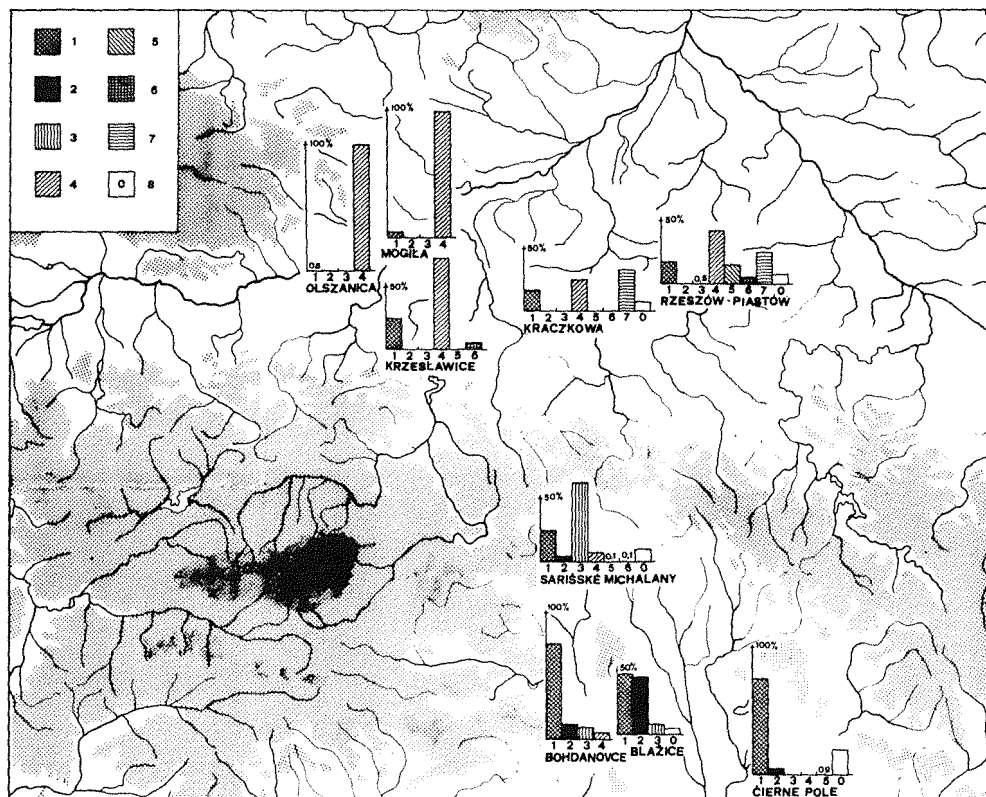 1 5
2 6
3 7
4 0 8
100%
0,8
1 2 3 4
OLSZANICA
100%
1 2 3 4
MOGIŁA
50%
1 2 3 4 5 6
KRZESŁAWICE
50%
1 2 3 4 5 6 7 0
KRACZKOWA
50%
0,5
1 2 3 4 5 6 7 0
RZESZÓW-PIASTÓW
50%
0,1 0,1
1 2 3 4 5 6 0
SARIŠSKÉ MICHALANY
100%
1 2 3 4
BOHDANOVCE
50%
1 2 3 0
BLAŽICE
100%
0,9
1 2 3 4 5 0
ČIERNE POLE